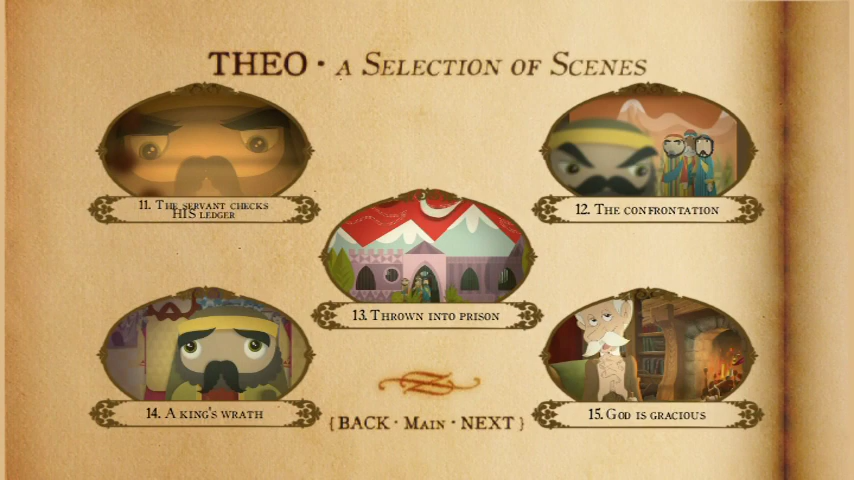 THEO · A SELECTION OF SCENES
11. THE SERVANT CHECKS
HIS LEDGER
12. THE CONFRONTATION
13. THROWN INTO PRISON
14. A KING'S WRATH
15. GOD IS GRACIOUS
{BACK · MAIN · NEXT}